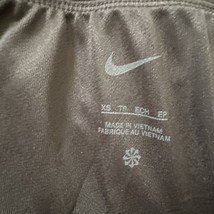 XS TP ECH EP
MADE IN VIETNAM
FABRIQUÉ AU VIETNAM